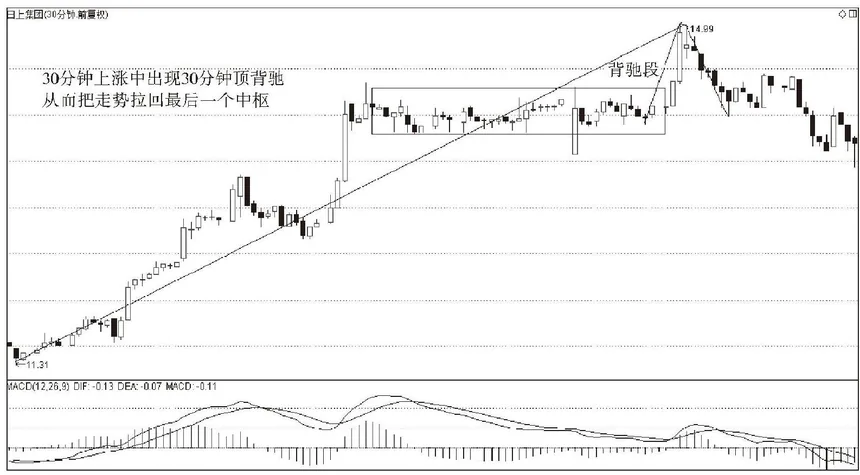 日上集团(30分钟.前复权)
14.99
30分钟上涨中出现30分钟顶背驰
从而把走势拉回最后一个中枢
背驰段
11.31
MACD(12,26,9) DIF: -0.13 DEA: -0.07 MACD: -0.11